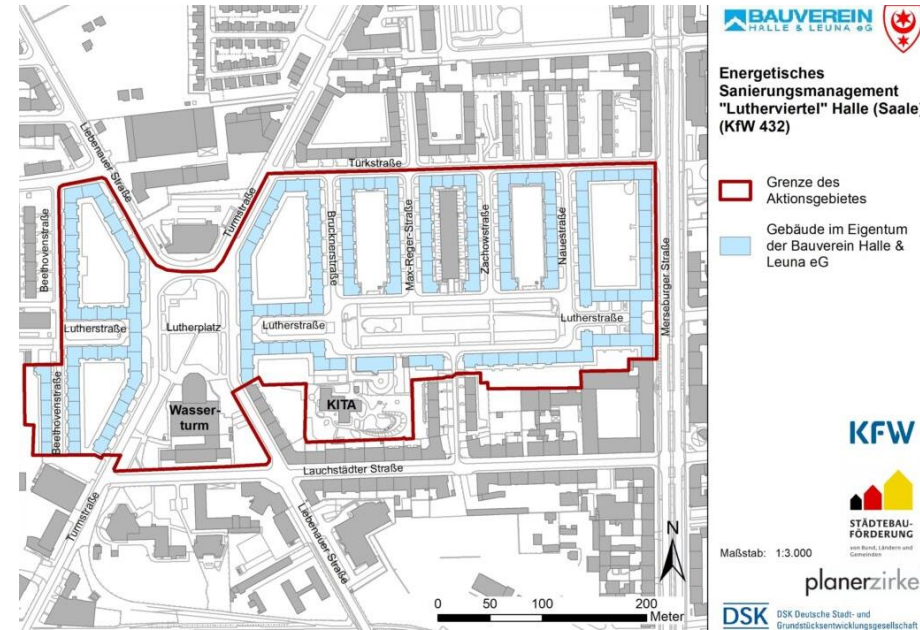 BAUVEREIN
HALLE & LEUNA eG
Energetisches
Sanierungsmanagement
"Lutherviertel" Halle (Saale)
(KfW 432)
Grenze des
Aktionsgebietes
Gebäude im Eigentum
der Bauverein Halle &
Leuna eG
Liebenauer Straße
Türkstraße
Turmstraße
Beethovenstraße
Brucknerstraße
Max-Reger-Straße
Zachowstraße
Nauestraße
Merseburger Straße
Lutherstraße
Lutherplatz
Lutherstraße
Lutherstraße
Beethovenstraße
Wasser-
turm
KITA
Lauchstädter Straße
Turmstraße
Liebenauer Straße
N
0 50 100 200
Meter
KFW
STÄDTEBAU-
FÖRDERUNG
von Bund, Ländern und
Gemeinden
Maßstab: 1:3.000
planerzirke
DSK DSK Deutsche Stadt- und
Grundstücksentwicklungsgesellschaft